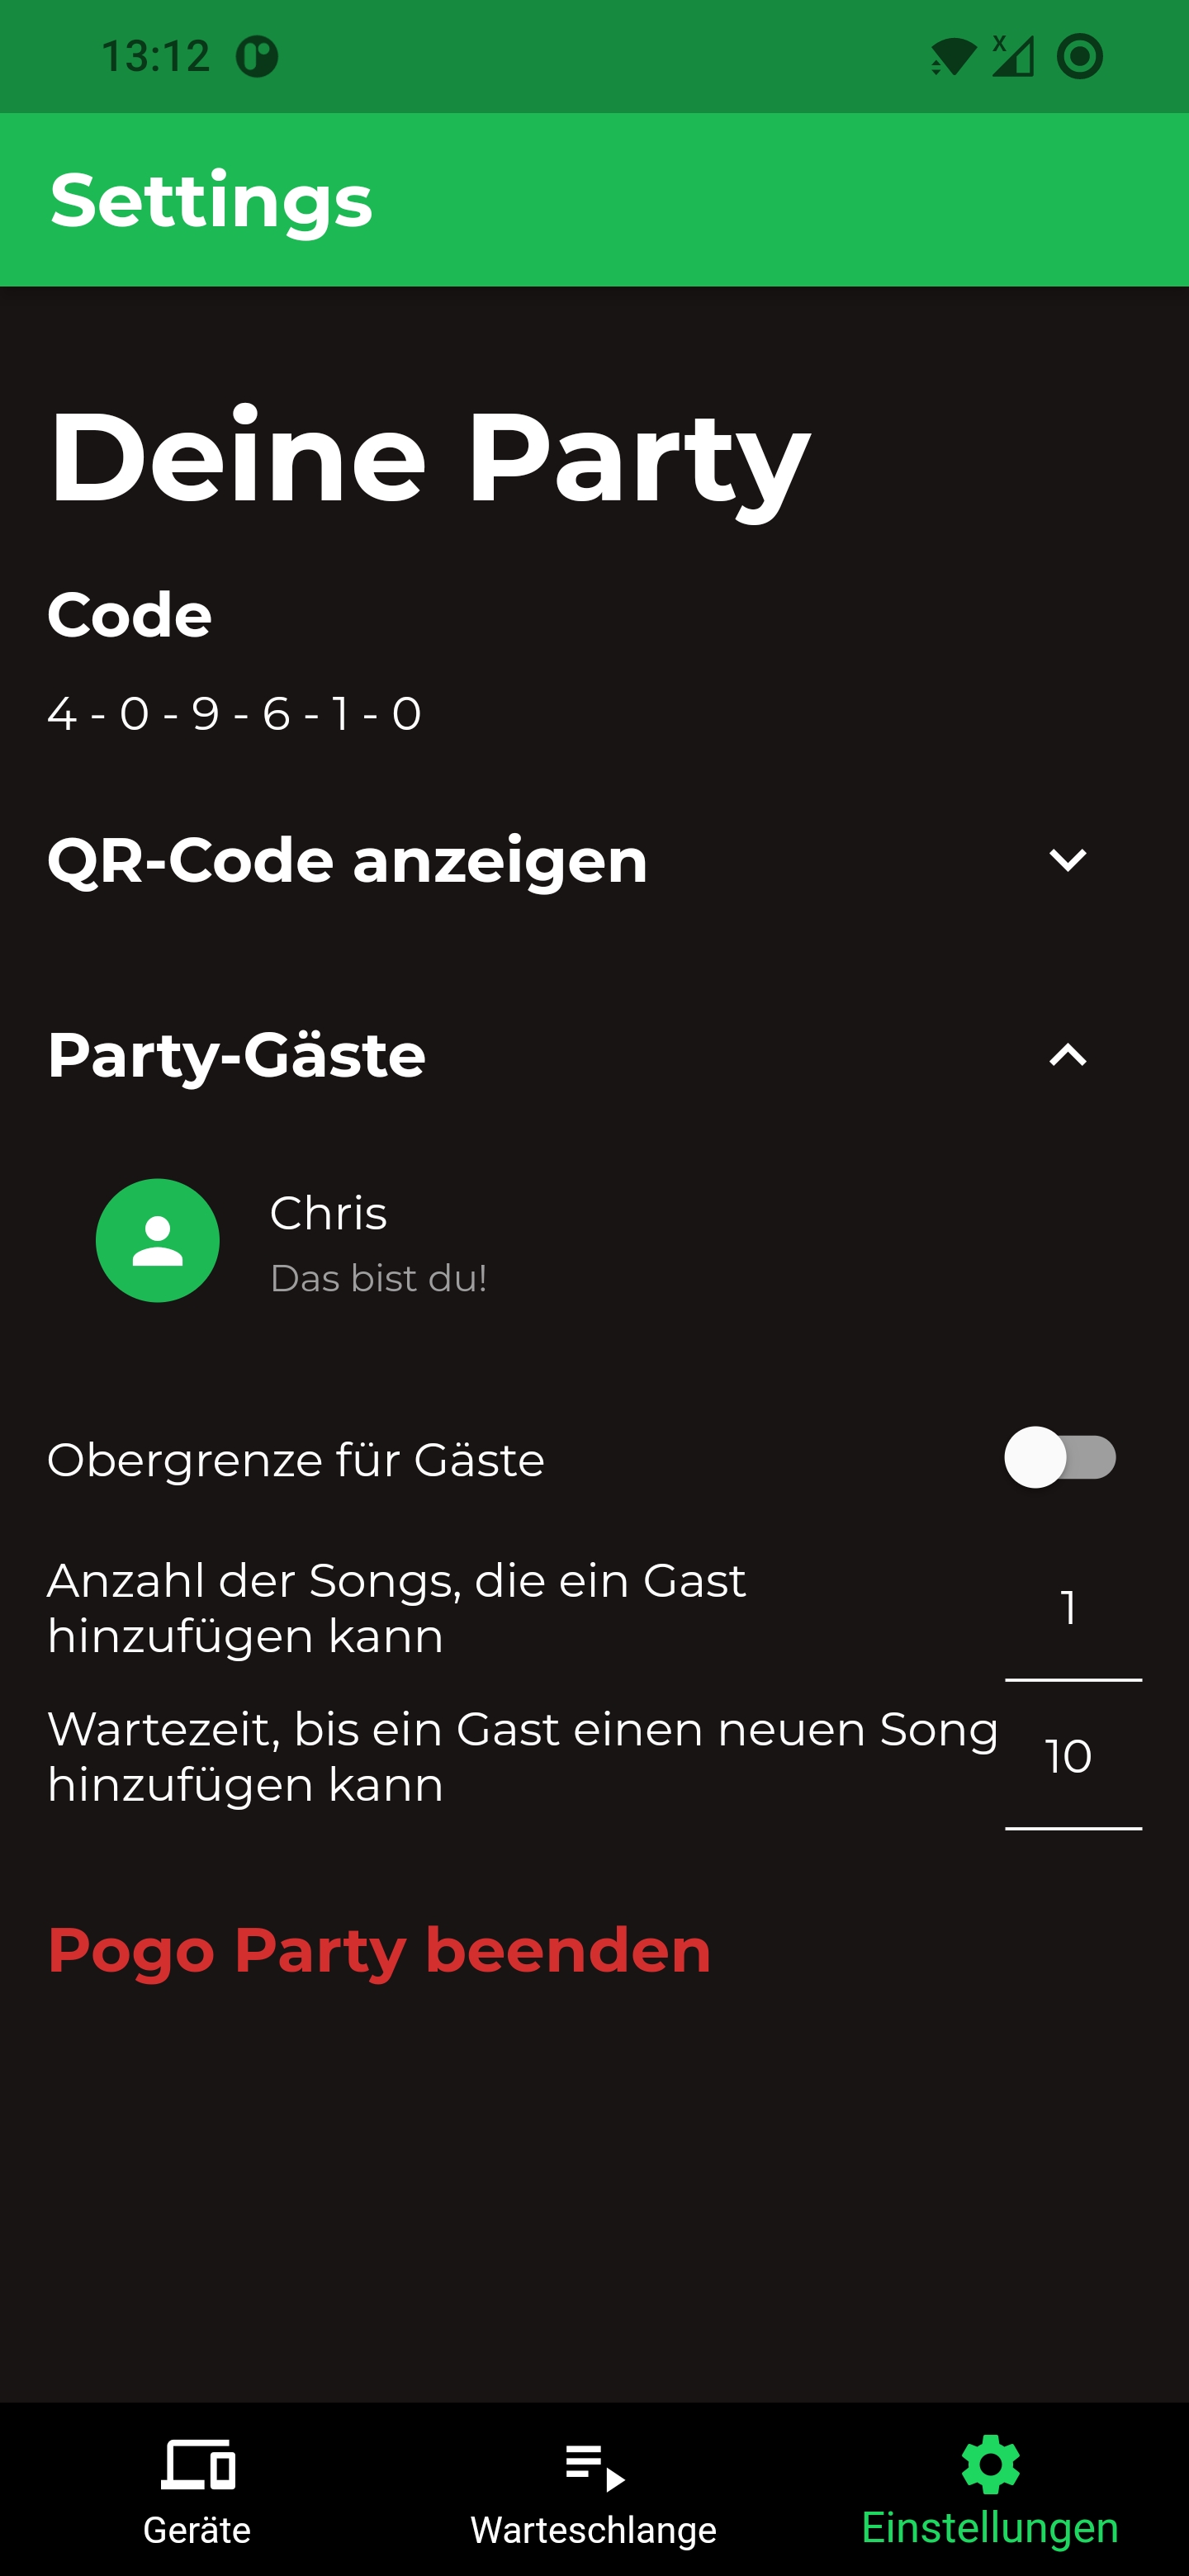 13:12
Settings
Deine Party
Code
4 - 0 - 9 - 6 - 1 - 0
QR-Code anzeigen
Party-Gäste
Chris
Das bist du!
Obergrenze für Gäste
Anzahl der Songs, die ein Gast
hinzufügen kann
1
Wartezeit, bis ein Gast einen neuen Song
hinzufügen kann
10
Pogo Party beenden
Geräte
Warteschlange
Einstellungen